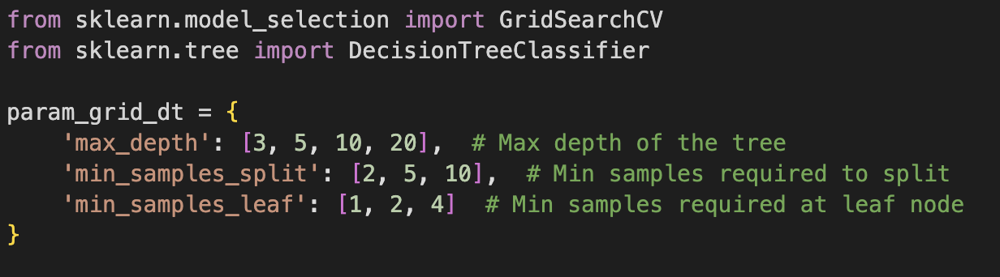 from sklearn.model_selection import GridSearchCV
from sklearn.tree import DecisionTreeClassifier
param_grid_dt = {
    'max_depth': [3, 5, 10, 20],  # Max depth of the tree
    'min_samples_split': [2, 5, 10],  # Min samples required to split
    'min_samples_leaf': [1, 2, 4]  # Min samples required at leaf node
}